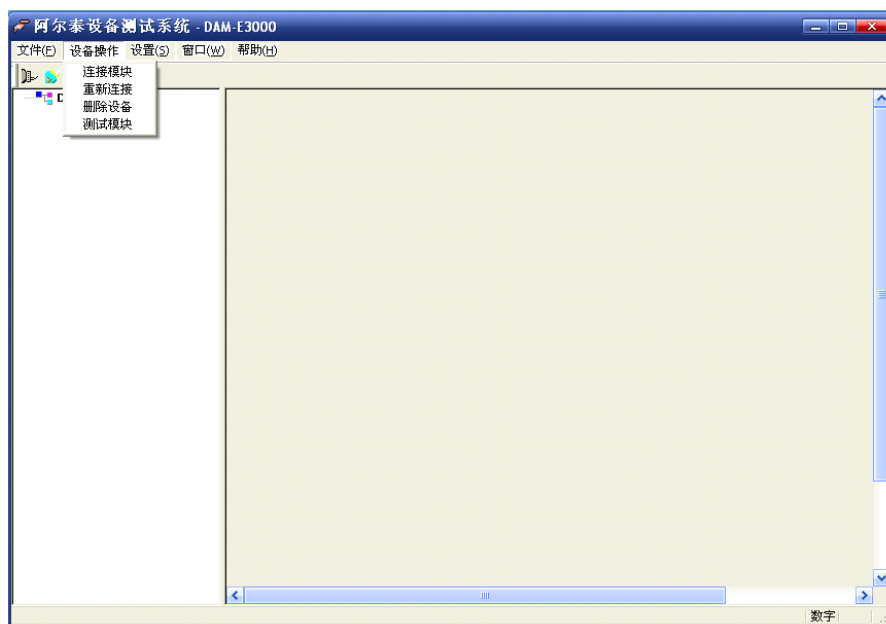 阿尔泰设备测试系统 - DAM-E3000
文件(F) 设备操作 设置(S) 窗口(W) 帮助(H)
连接模块
重新连接
删除设备
测试模块
数字